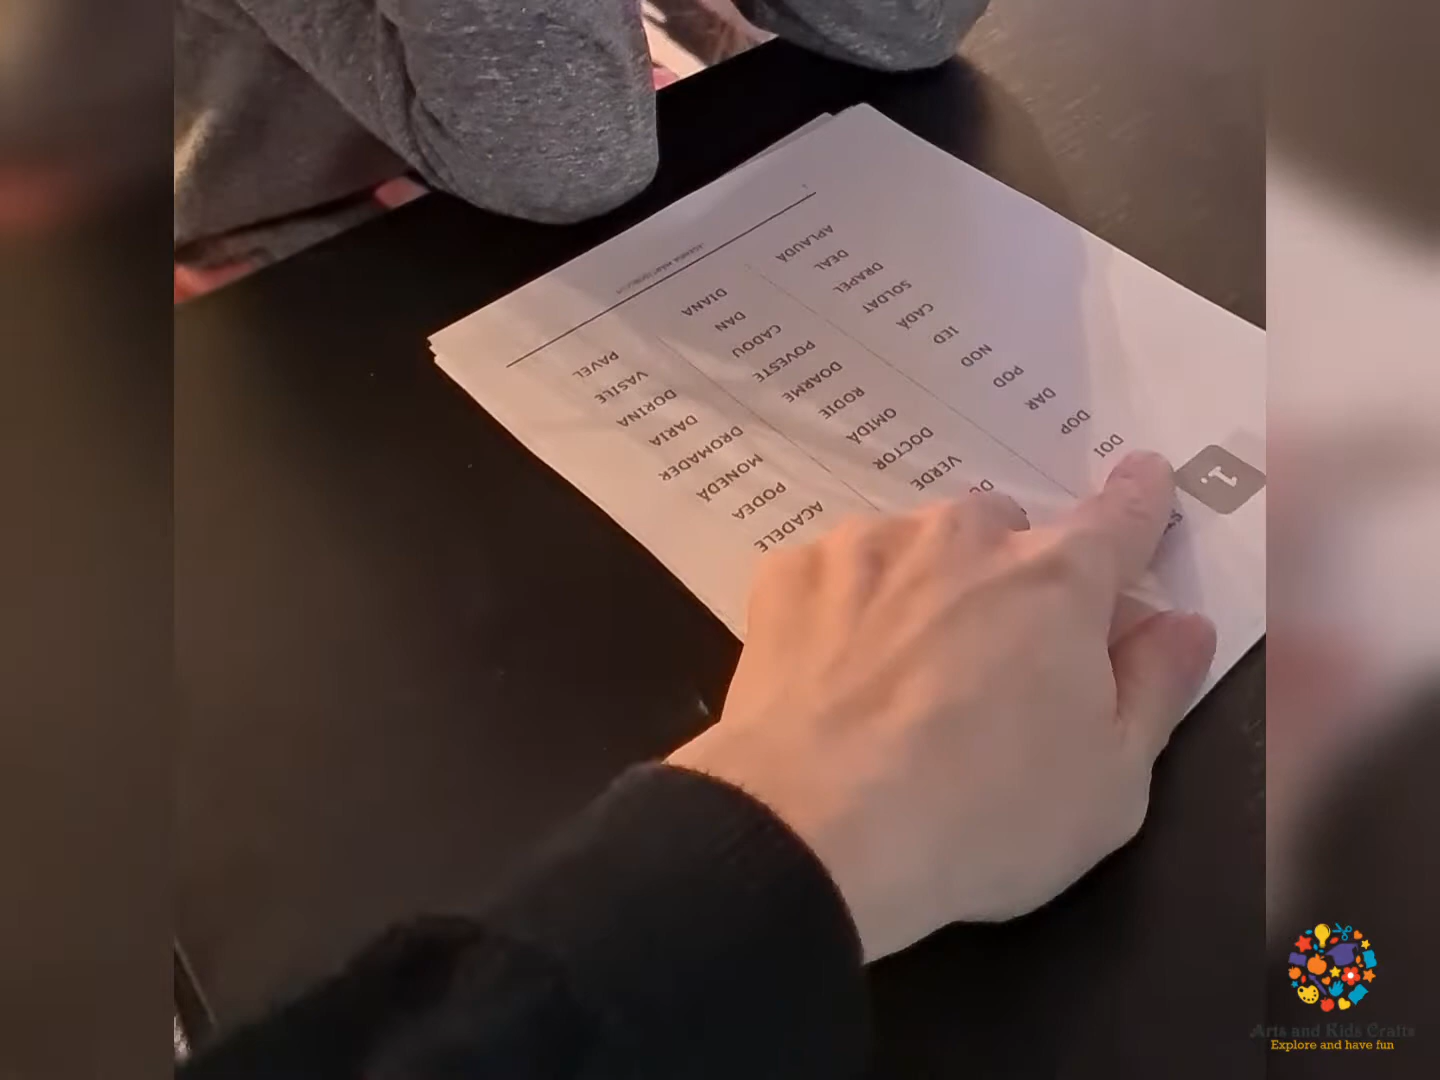 1.
DOI
DOP
DAR
POD
NOD
IED
CADĂ
SOLDAT
DRAPEL
DEAL
APLAUDĂ
VERDE
DOCTOR
OMIDĂ
RODIE
DOARME
POVESTE
CADOU
DAN
DIANA
ACADELE
PODEA
MONEDĂ
DROMADER
DARIA
DORINA
VASILE
PAVEL
Arts and Kids Crafts
Explore and have fun